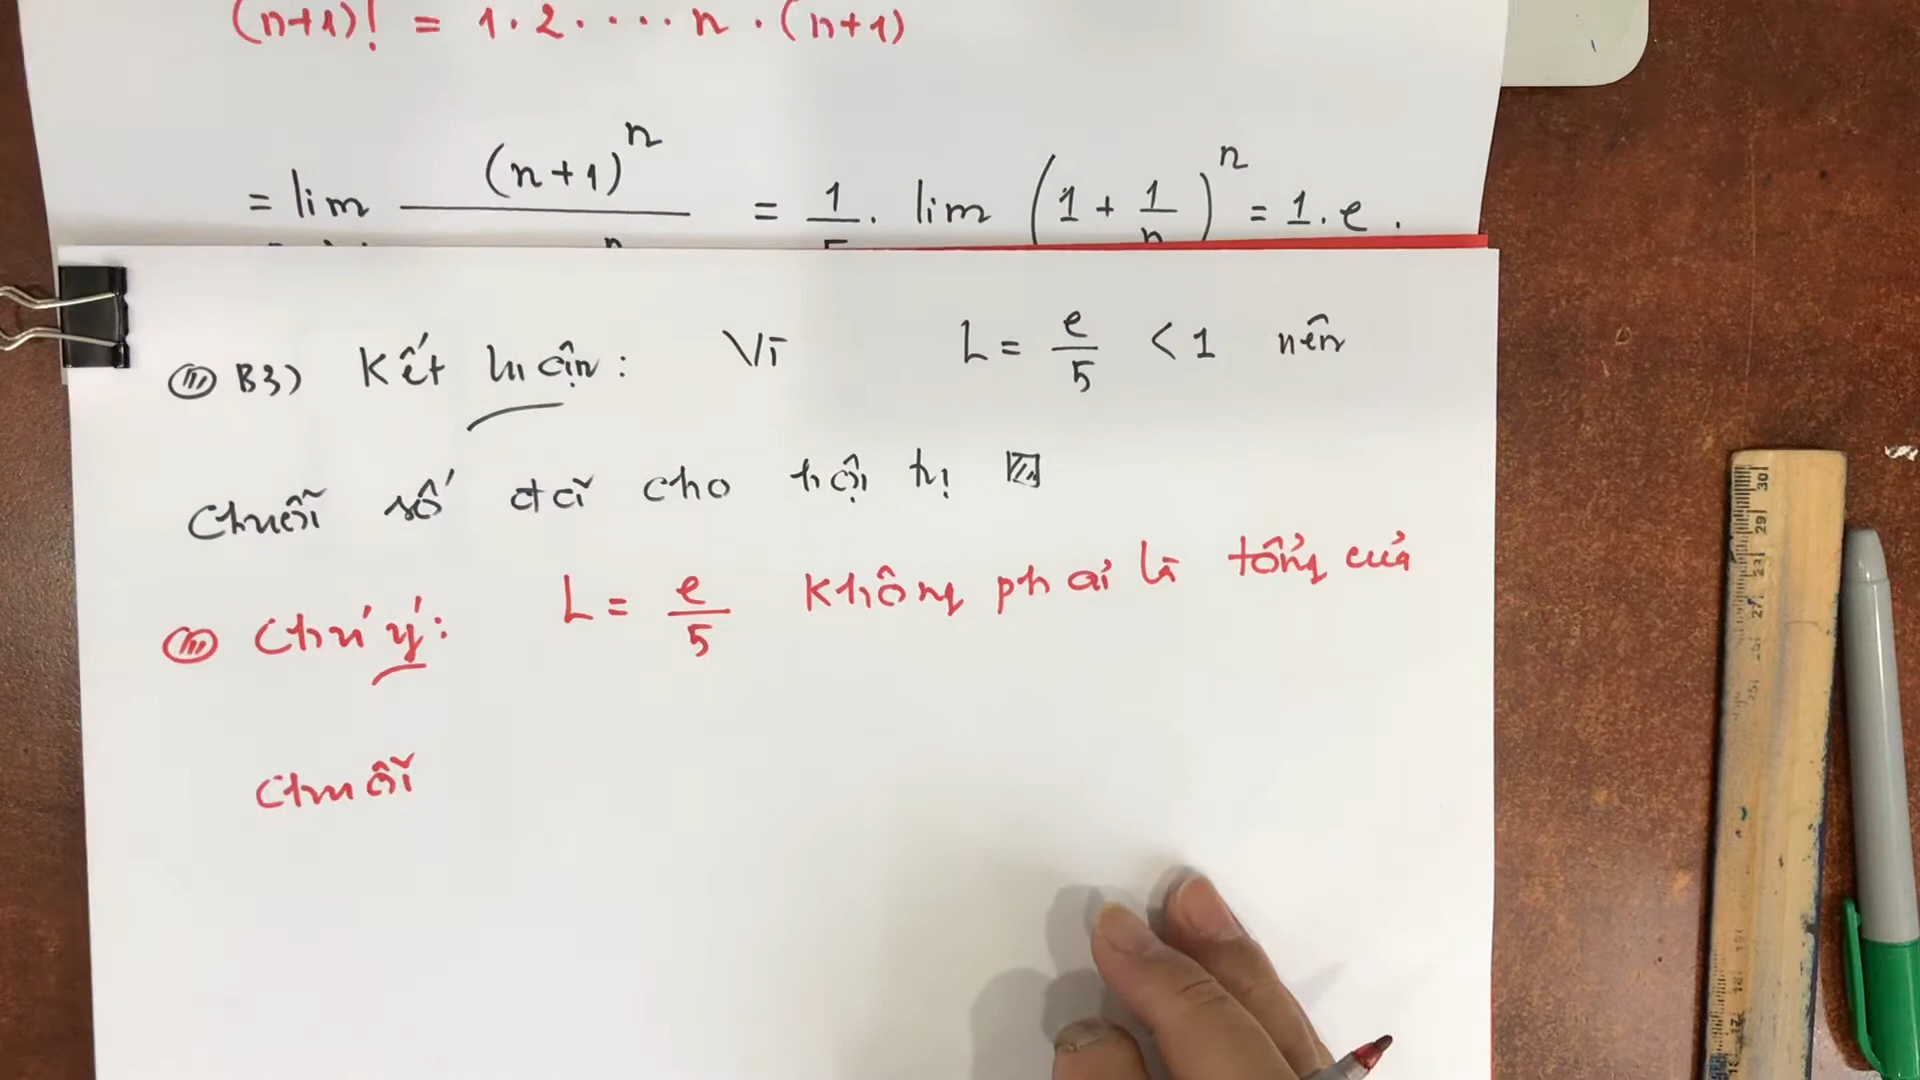 (n+1)! = 1 . 2 . . . . . n . (n+1)
= lim (n+1)^n = 1/5 . lim (1 + 1/n)^n = 1 . e .
B3) Kết luận: Vì L = e/5 < 1 nên
Chuỗi số đã cho hội tụ
Chú ý: L = e/5 không phải là tổng của
chuỗi